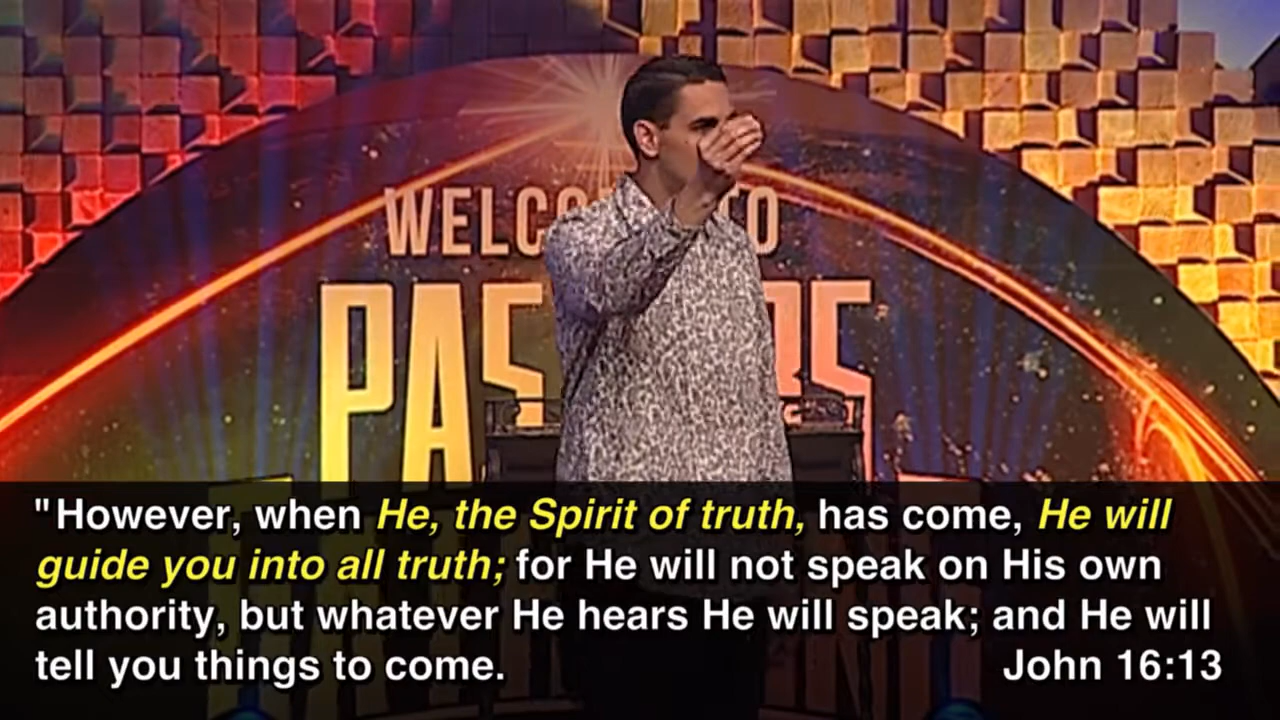 WELCO TO
PAS RS
"However, when He, the Spirit of truth, has come, He will
guide you into all truth; for He will not speak on His own
authority, but whatever He hears He will speak; and He will
tell you things to come. John 16:13